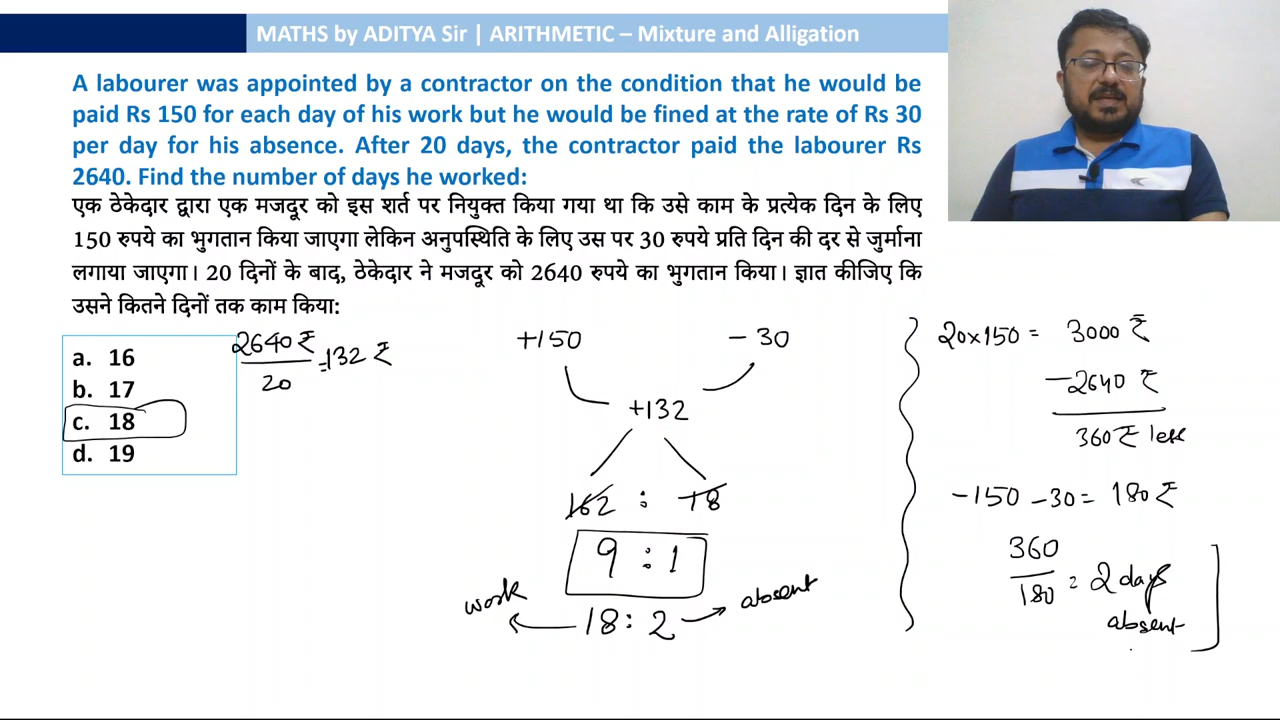 MATHS by ADITYA Sir | ARITHMETIC – Mixture and Alligation
A labourer was appointed by a contractor on the condition that he would be
paid Rs 150 for each day of his work but he would be fined at the rate of Rs 30
per day for his absence. After 20 days, the contractor paid the labourer Rs
2640. Find the number of days he worked:
एक ठेकेदार द्वारा एक मजदूर को इस शर्त पर नियुक्त किया गया था कि उसे काम के प्रत्येक दिन के लिए
150 रुपये का भुगतान किया जाएगा लेकिन अनुपस्थिति के लिए उस पर 30 रुपये प्रति दिन की दर से जुर्माना
लगाया जाएगा। 20 दिनों के बाद, ठेकेदार ने मजदूर को 2640 रुपये का भुगतान किया। ज्ञात कीजिए कि
उसने कितने दिनों तक काम किया:
a. 16
b. 17
c. 18
d. 19
2640 ₹
20
=132 ₹
+150 – 30
+132
162 : 18
9 : 1
work absent
18 : 2
20×150 = 3000 ₹
–2640 ₹
360 ₹ less
–150 –30 = 180 ₹
360
180
= 2 days
absent